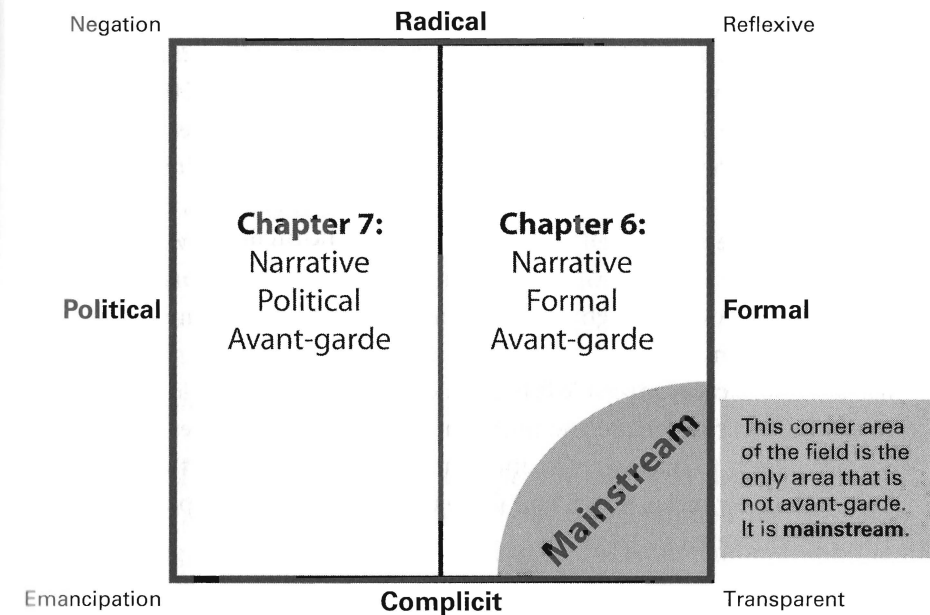 Negation
Radical
Reflexive
Chapter 7:
Narrative
Political
Avant-garde
Chapter 6:
Narrative
Formal
Avant-garde
Political
Formal
Mainstream
This corner area
of the field is the
only area that is
not avant-garde.
It is mainstream.
Emancipation
Complicit
Transparent